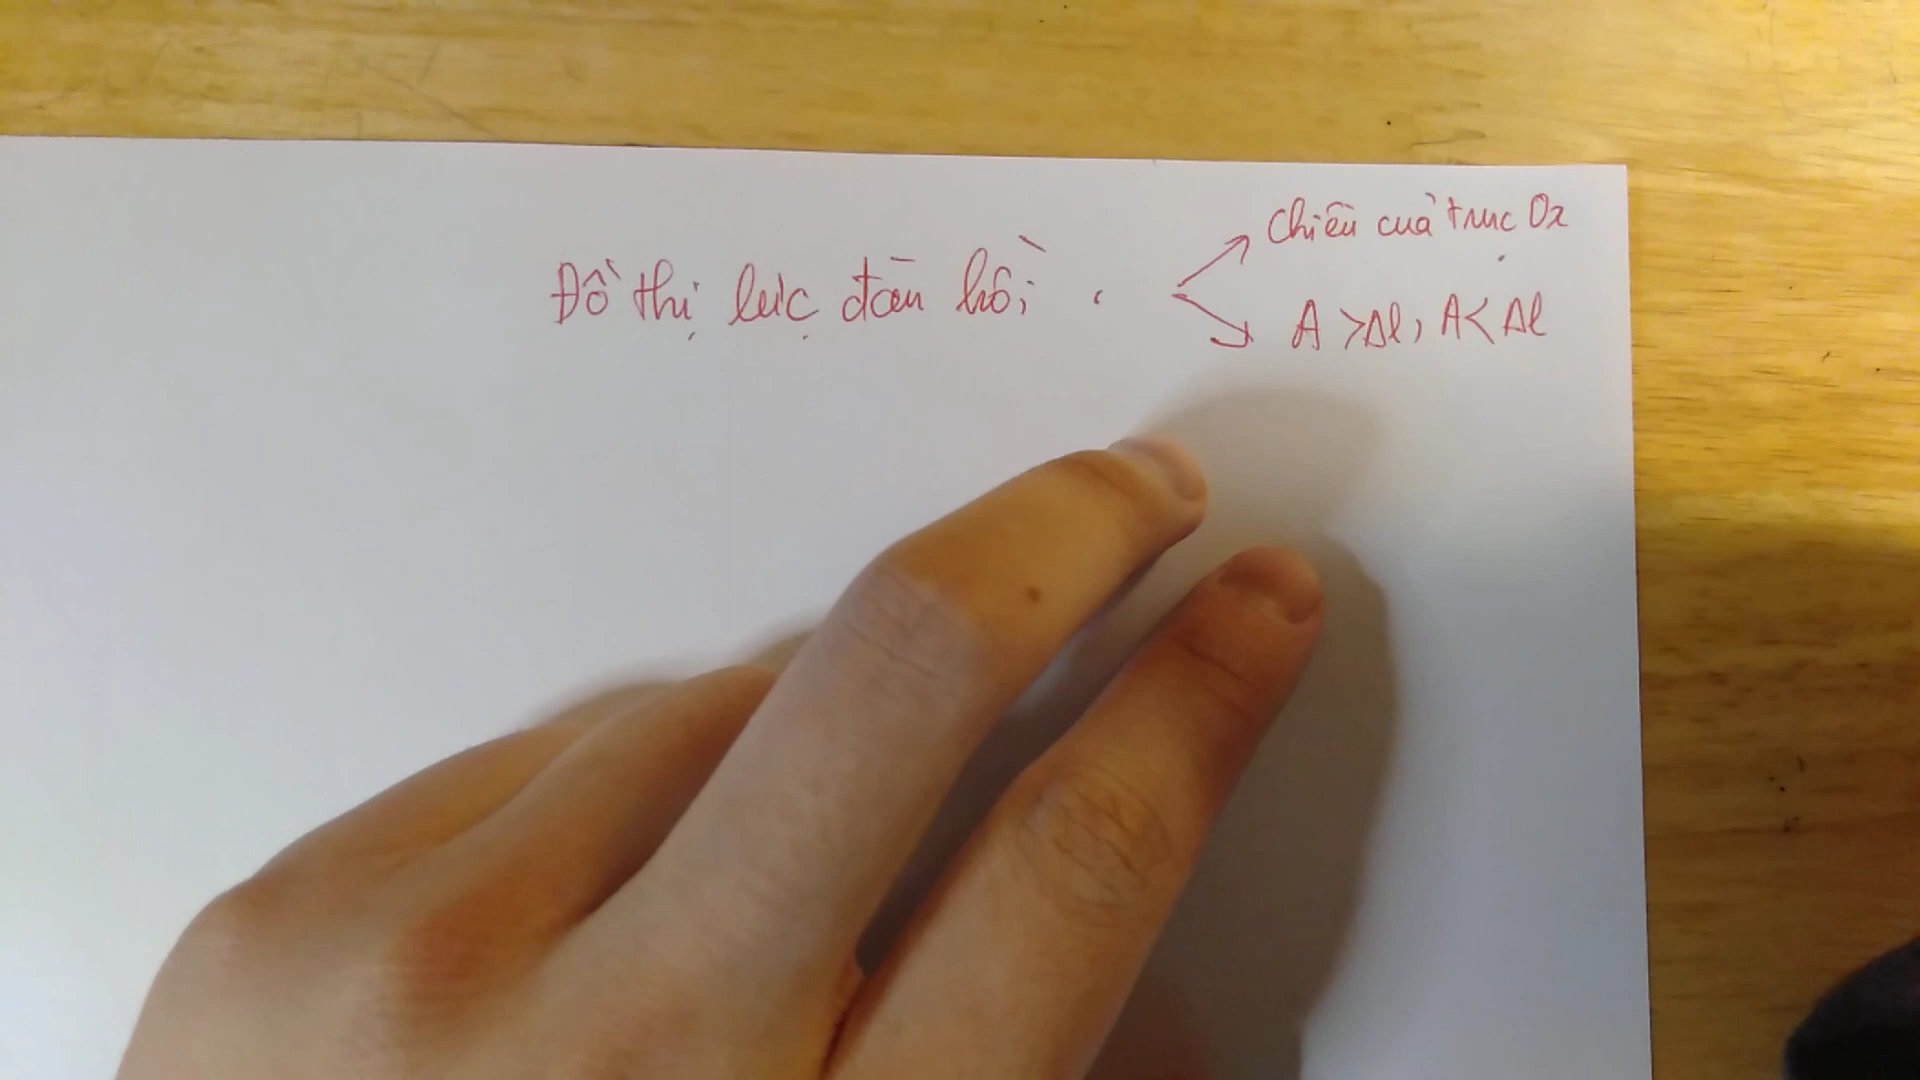 Chiều của trục Ox
Đồ thị lực đàn hồi.
A > Δl, A < Δl